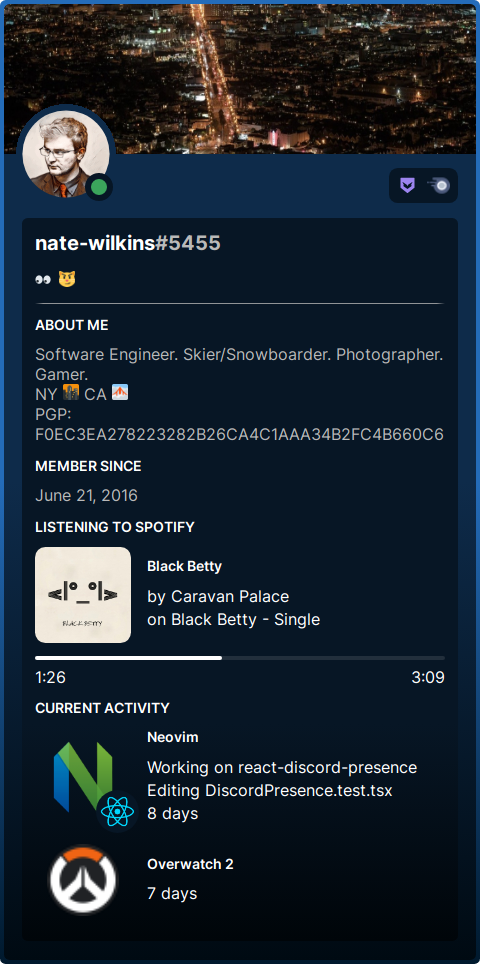 nate-wilkins#5455
👀 😼
ABOUT ME
Software Engineer. Skier/Snowboarder. Photographer.
Gamer.
NY 🌆 CA 🏔
PGP:
F0EC3EA278223282B26CA4C1AAA34B2FC4B660C6
MEMBER SINCE
June 21, 2016
LISTENING TO SPOTIFY
<|°_°|>
BLACK BETTY
Black Betty
by Caravan Palace
on Black Betty - Single
1:26
3:09
CURRENT ACTIVITY
Neovim
Working on react-discord-presence
Editing DiscordPresence.test.tsx
8 days
Overwatch 2
7 days